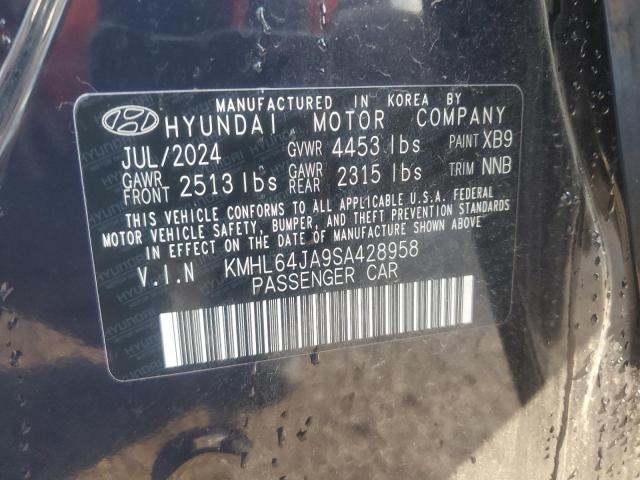 MANUFACTURED IN KOREA BY
HYUNDAI MOTOR COMPANY
JUL/2024 GVWR 4453 lbs PAINT XB9
GAWR FRONT 2513 lbs GAWR REAR 2315 lbs TRIM NNB
THIS VEHICLE CONFORMS TO ALL APPLICABLE U.S.A. FEDERAL
MOTOR VEHICLE SAFETY, BUMPER, AND THEFT PREVENTION STANDARDS
IN EFFECT ON THE DATE OF MANUFACTURE SHOWN ABOVE.
V.I.N KMHL64JA9SA428958
PASSENGER CAR